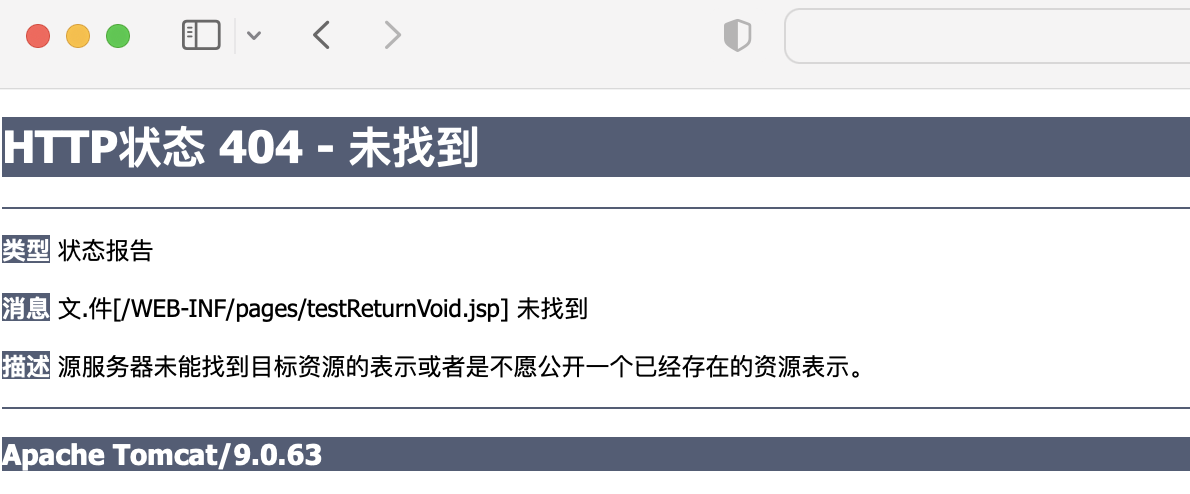 HTTP状态 404 - 未找到
类型 状态报告
消息 文.件[/WEB-INF/pages/testReturnVoid.jsp] 未找到
描述 源服务器未能找到目标资源的表示或者是不愿公开一个已经存在的资源表示。
Apache Tomcat/9.0.63